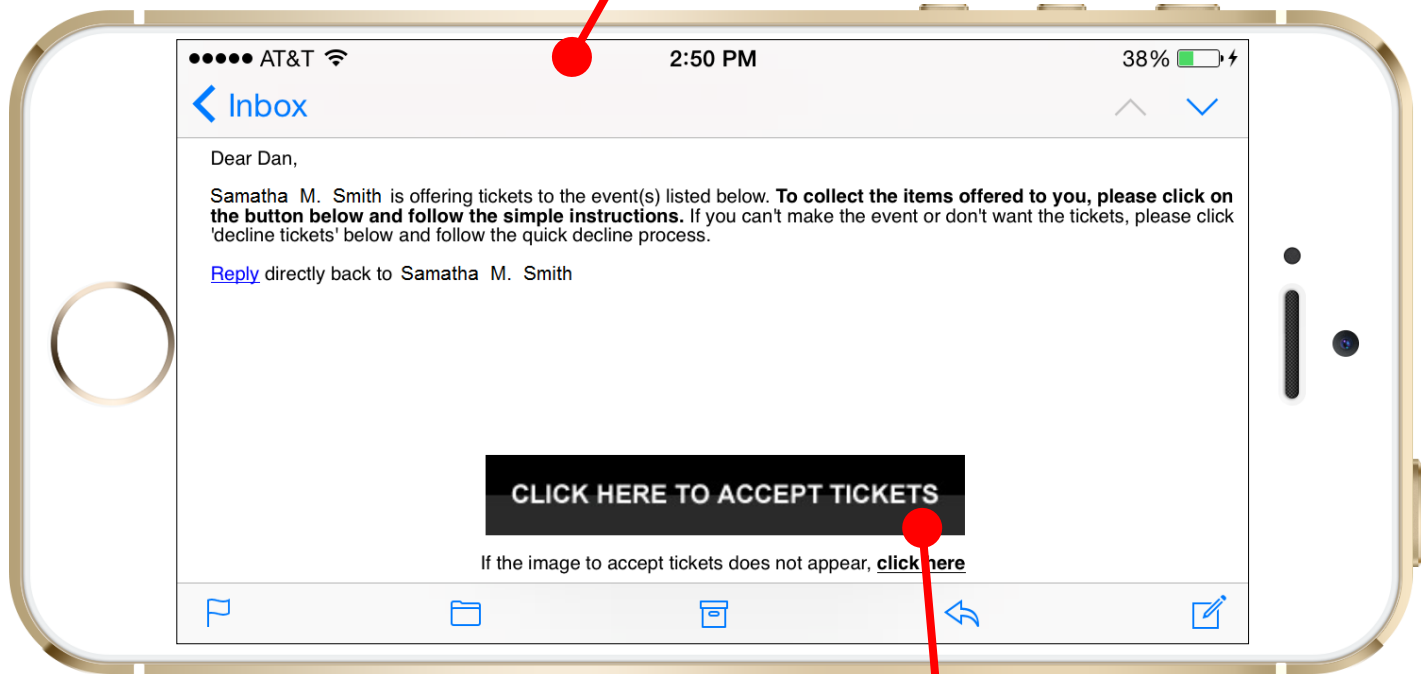 AT&T 2:50 PM 38%
Inbox
Dear Dan,
Samatha M. Smith is offering tickets to the event(s) listed below. To collect the items offered to you, please click on
the button below and follow the simple instructions. If you can't make the event or don't want the tickets, please click
'decline tickets' below and follow the quick decline process.
Reply directly back to Samatha M. Smith
CLICK HERE TO ACCEPT TICKETS
If the image to accept tickets does not appear, click here